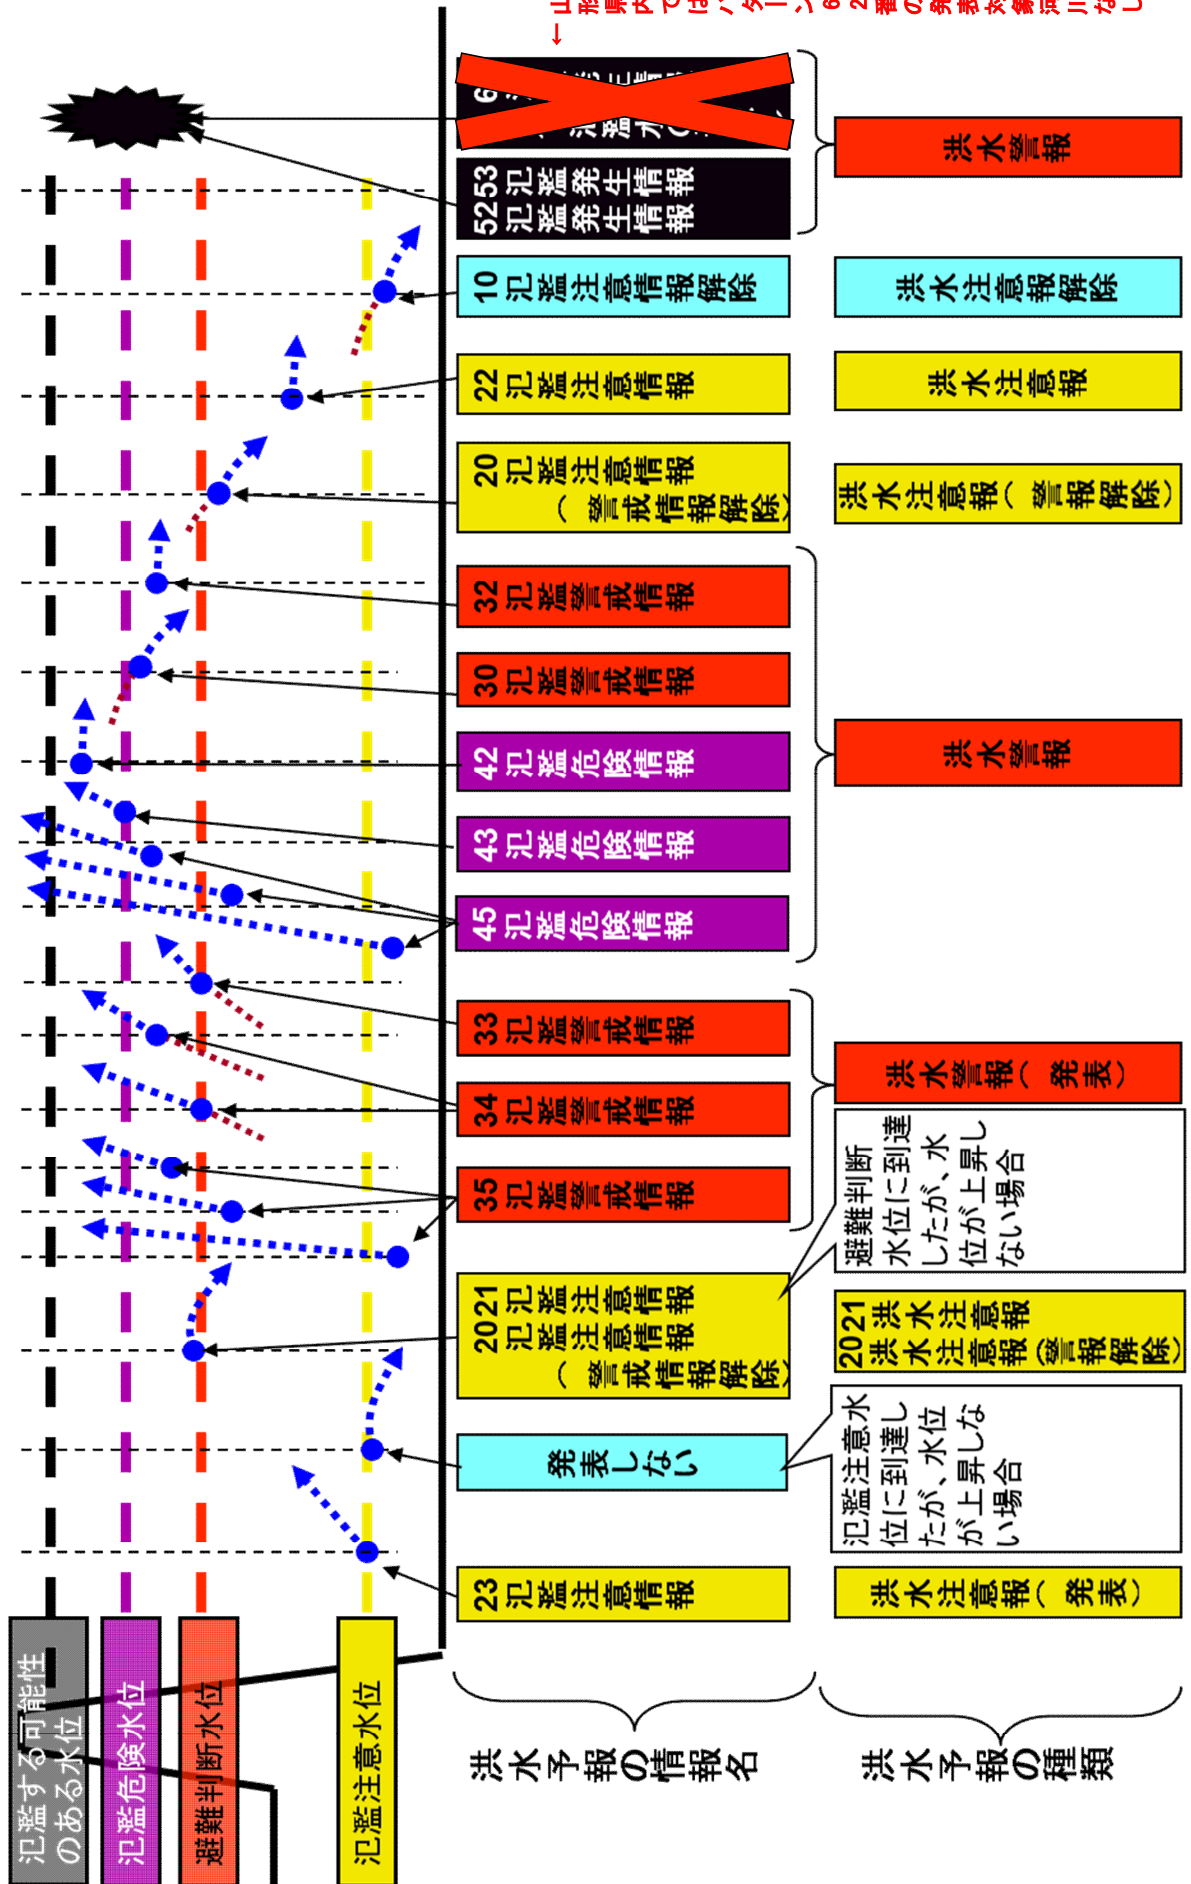 氾濫する可能性
のある水位
氾濫危険水位
避難判断水位
氾濫注意水位
洪水予報の情報名
23 氾濫注意情報
発表しない
2021 氾濫注意情報
氾濫注意情報
(警戒情報解除)
35 氾濫警戒情報
34 氾濫警戒情報
33 氾濫警戒情報
45 氾濫危険情報
43 氾濫危険情報
42 氾濫危険情報
30 氾濫警戒情報
32 氾濫警戒情報
20 氾濫注意情報
(警戒情報解除)
22 氾濫注意情報
10 氾濫注意情報解除
5253 氾濫発生情報
氾濫発生情報
洪水予報の種類
洪水注意報(発表)
氾濫注意水
位に到達し
たが、水位
が上昇しな
い場合
2021 洪水注意報
洪水注意報(警報解除)
避難判断
水位に到達
したが、水
位が上昇し
ない場合
洪水警報(発表)
洪水警報
洪水注意報(警報解除)
洪水注意報
洪水注意報解除
洪水警報
←山形県内ではパターン62番の発表対象河川なし